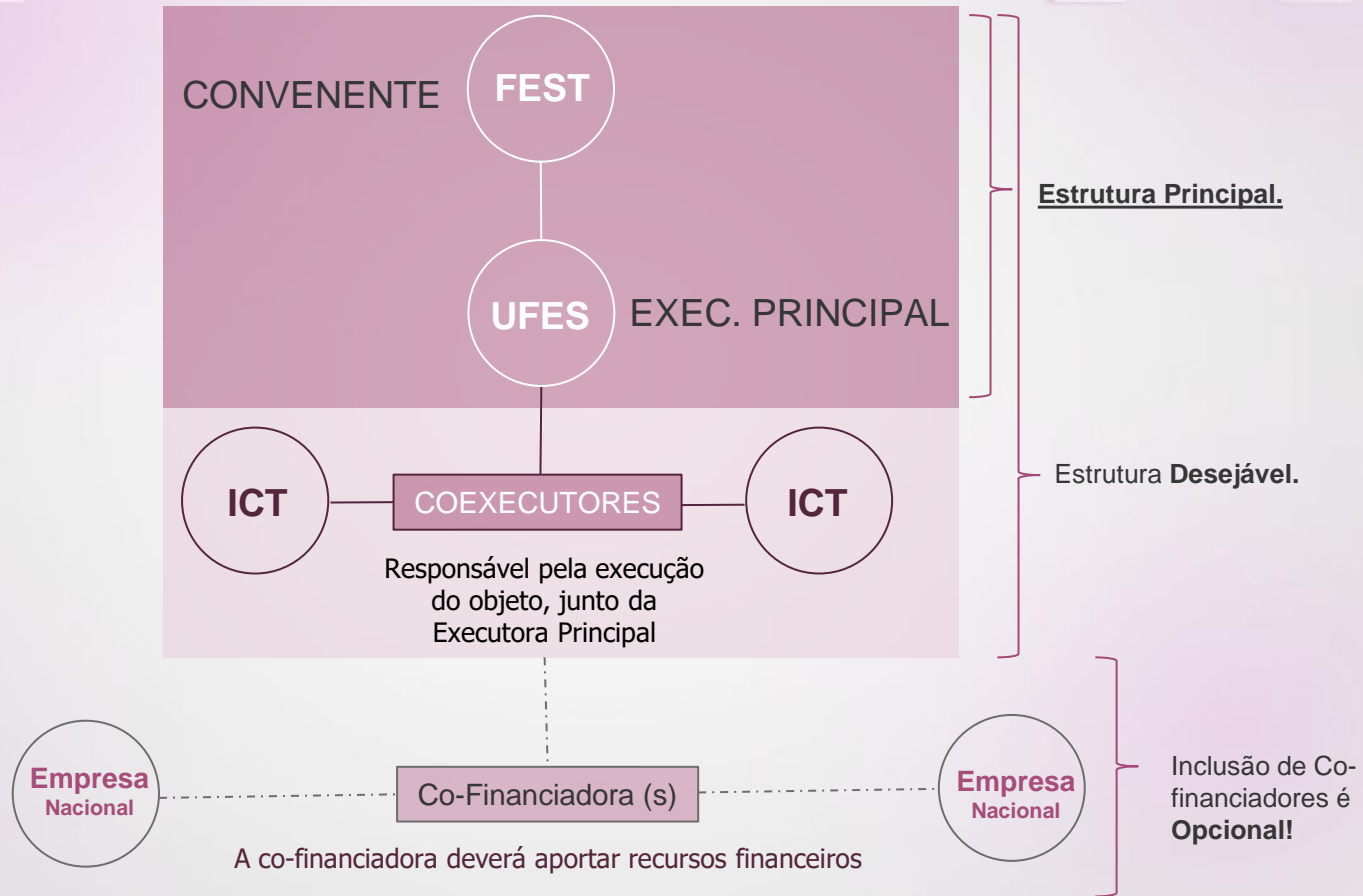 CONVENENTE
FEST
Estrutura Principal.
UFES
EXEC. PRINCIPAL
ICT
COEXECUTORES
ICT
Estrutura Desejável.
Responsável pela execução
do objeto, junto da
Executora Principal
Empresa
Nacional
Co-Financiadora (s)
Empresa
Nacional
Inclusão de Co-
financiadores é
Opcional!
A co-financiadora deverá aportar recursos financeiros